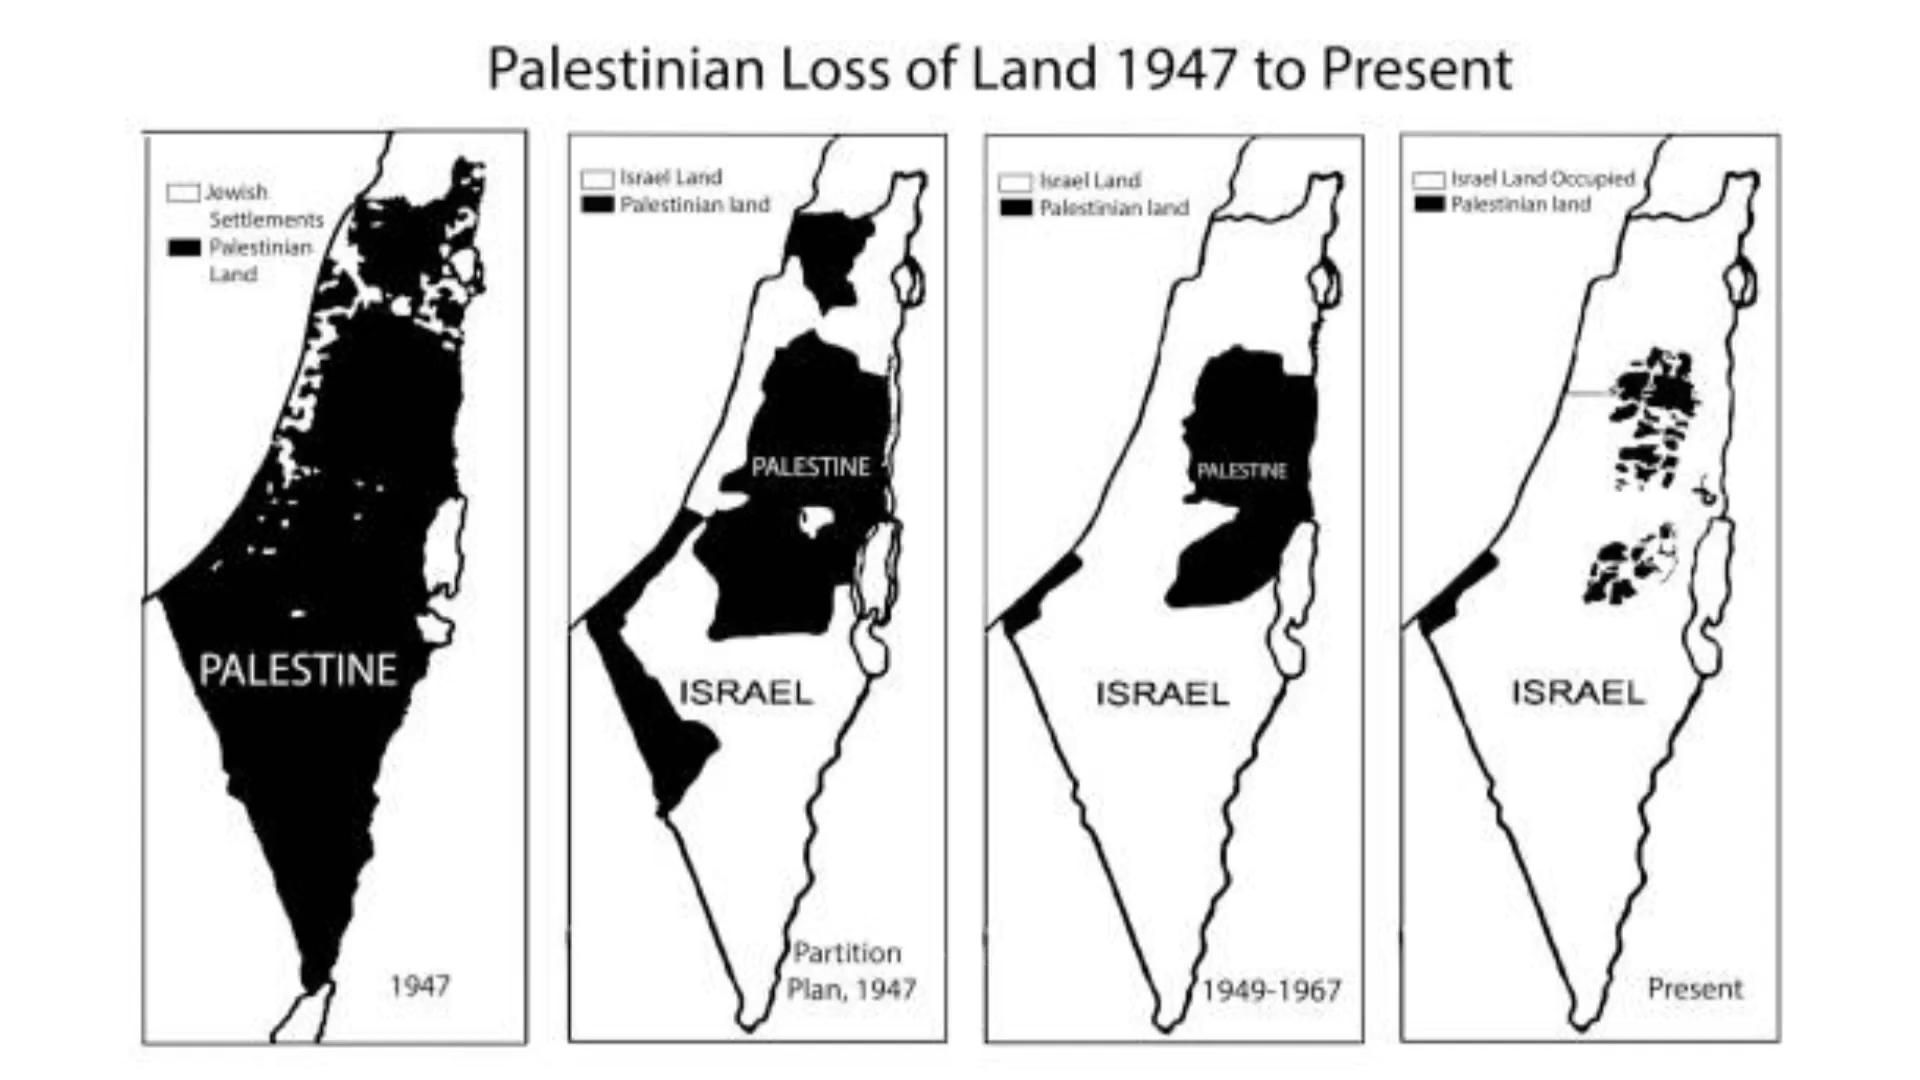 Palestinian Loss of Land 1947 to Present
Jewish
Settlements
Palestinian
Land
PALESTINE
1947
Israel Land
Palestinian land
PALESTINE
ISRAEL
Partition
Plan, 1947
Israel Land
Palestinian land
PALESTINE
ISRAEL
1949-1967
Israel Land Occupied
Palestinian land
ISRAEL
Present